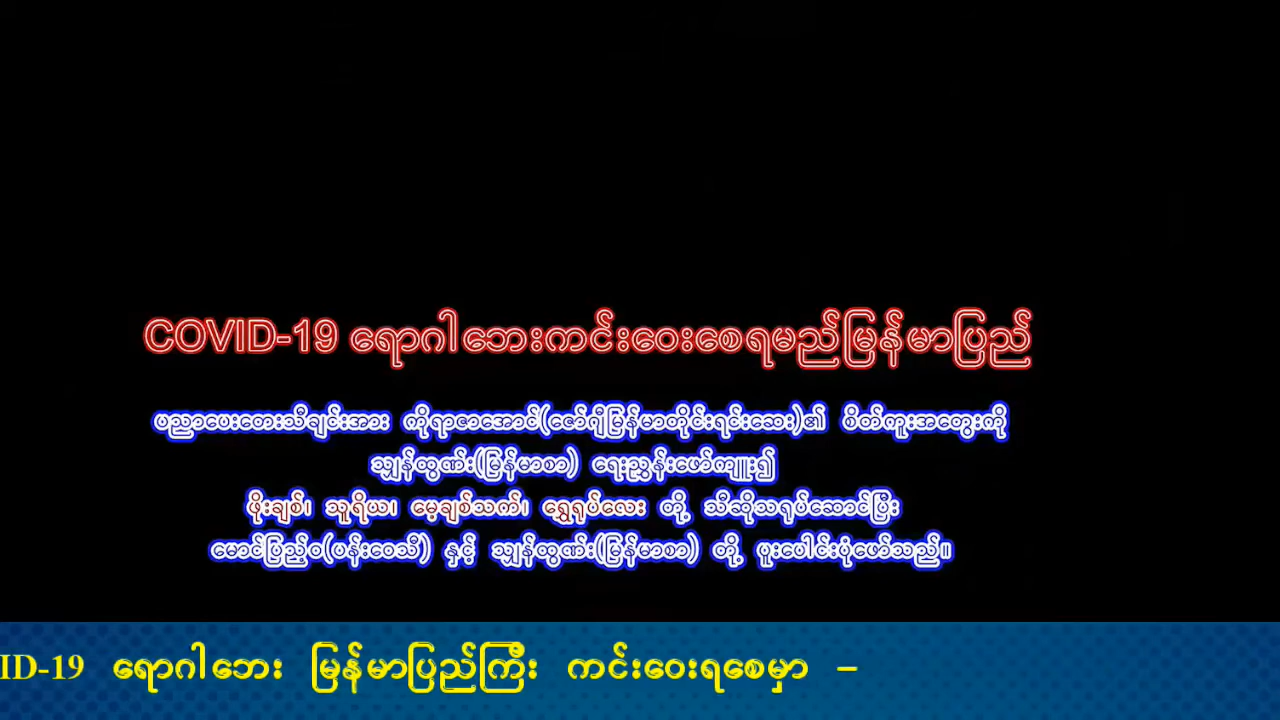 COVID-19 ရောဂါဘေးကင်းဝေးစေရမည်မြန်မာပြည်
ပညာပေးတေးသီချင်းအား ကိုရာဇာအောင်(ဇော်ဂျီမြန်မာတိုင်းရင်းဆေး)၏ စိတ်ကူးအတွေးကို
သျှန်ထွဏ်း(မြန်မာစာ) ရေးညွှန်းဖော်ကျူး၍
ဖိုးချစ်၊ သူရိယ၊ မေ့ချစ်သက်၊ ရွှေရုပ်လေး တို့ သီဆိုသရုပ်ဆောင်ပြီး
မောင်ပြည့်ဝ(ပန်းဝေသီ) နှင့် သျှန်ထွဏ်း(မြန်မာစာ) တို့ ပူးပေါင်းပုံဖော်သည်။
ID-19 ရောဂါဘေး မြန်မာပြည်ကြီး ကင်းဝေးရစေမှာ –